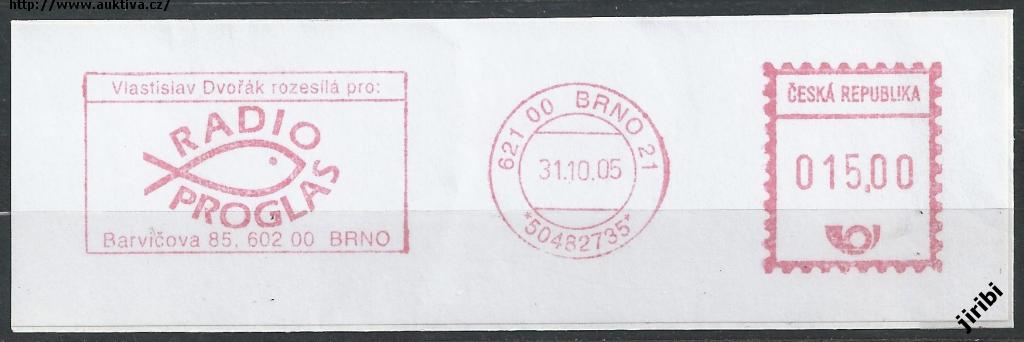 http://www.auktiva.cz/
Vlastislav Dvořák rozesílá pro:
RADIO
PROGLAS
Barvičova 85, 602 00 BRNO
621 00 BRNO 21
31.10.05
*50482735*
ČESKÁ REPUBLIKA
015,00
jiribi